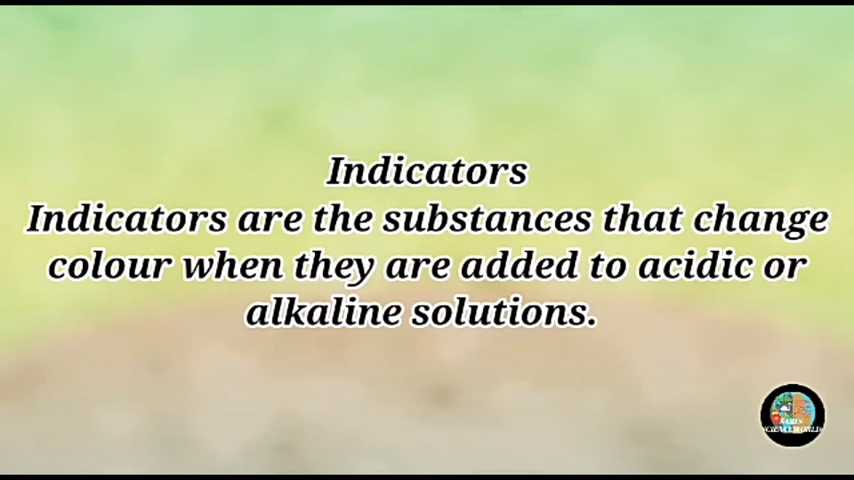 Indicators
Indicators are the substances that change
colour when they are added to acidic or
alkaline solutions.